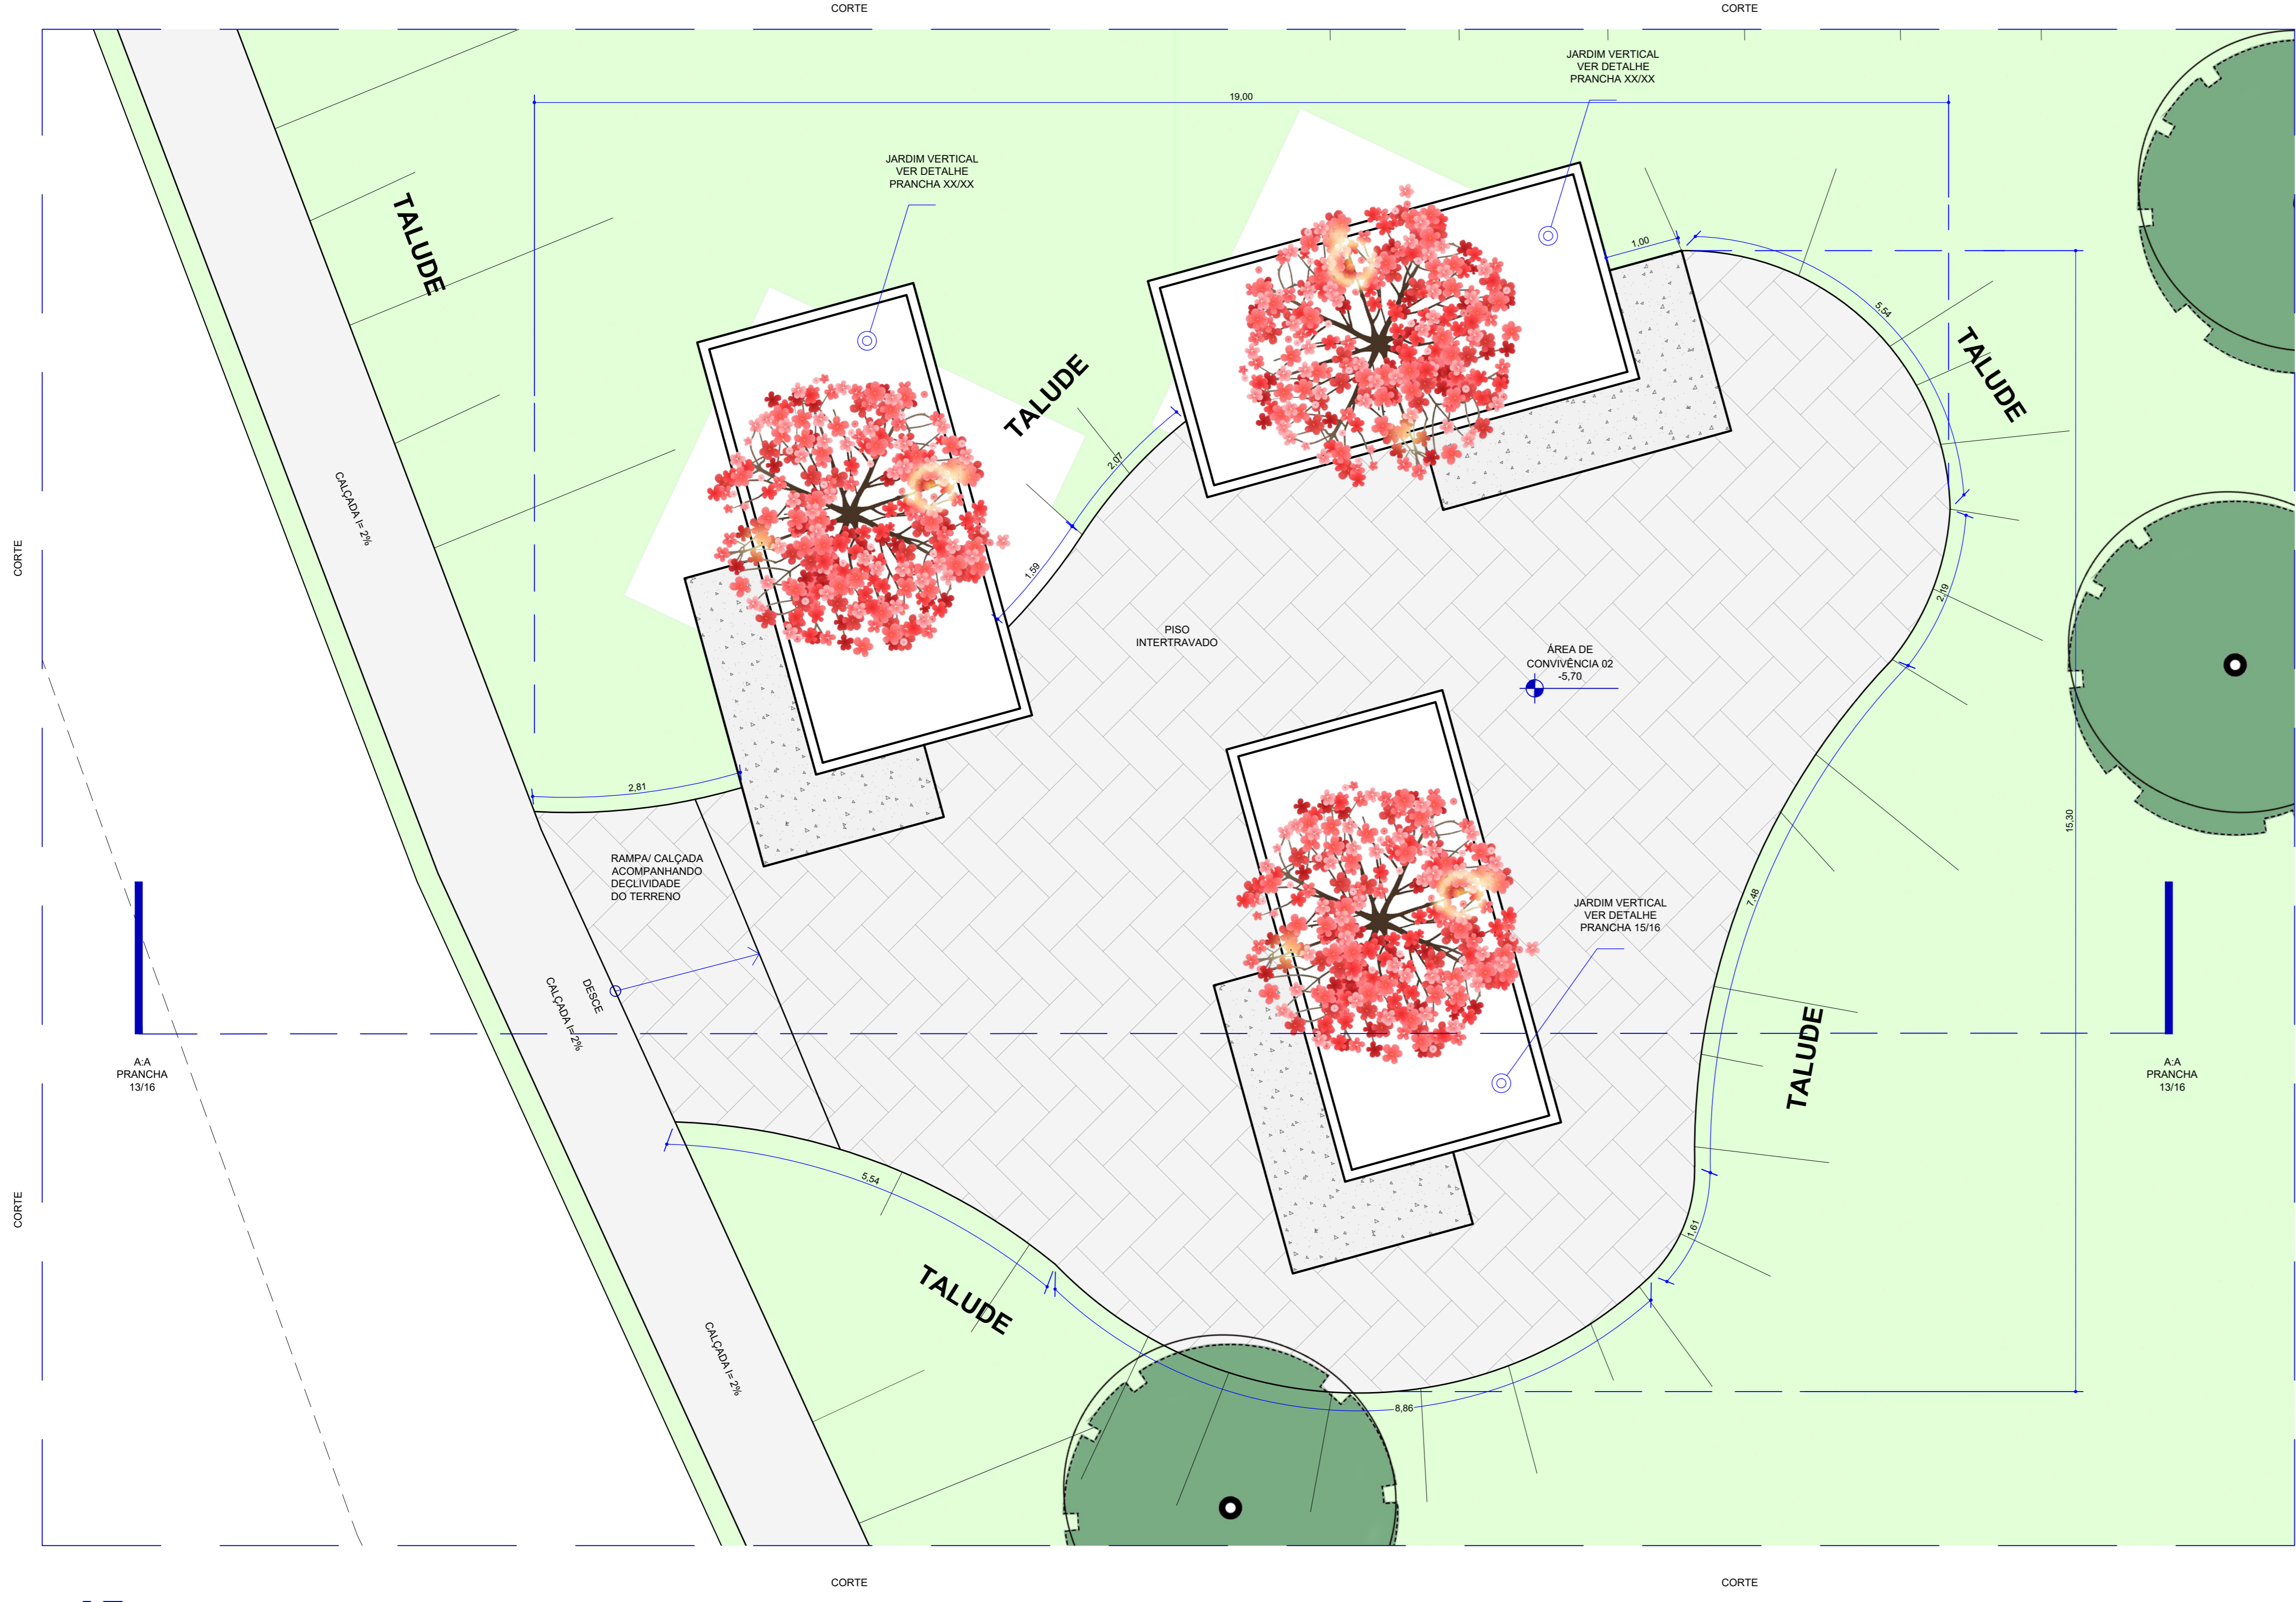 CORTE
CORTE
JARDIM VERTICAL
VER DETALHE
PRANCHA XX/XX
19,00
JARDIM VERTICAL
VER DETALHE
PRANCHA XX/XX
TALUDE
1,00
5,54
TALUDE
TALUDE
2,07
CALÇADA I= 2%
CORTE
1,59
2,19
PISO
INTERTRAVADO
ÁREA DE
CONVIVÊNCIA 02
-5,70
2,81
15,30
RAMPA/ CALÇADA
ACOMPANHANDO
DECLIVIDADE
DO TERRENO
7,48
JARDIM VERTICAL
VER DETALHE
PRANCHA 15/16
DESCE
CALÇADA I= 2%
TALUDE
A:A
PRANCHA
13/16
A:A
PRANCHA
13/16
5,54
CORTE
1,61
TALUDE
CALÇADA I= 2%
8,86
CORTE
CORTE